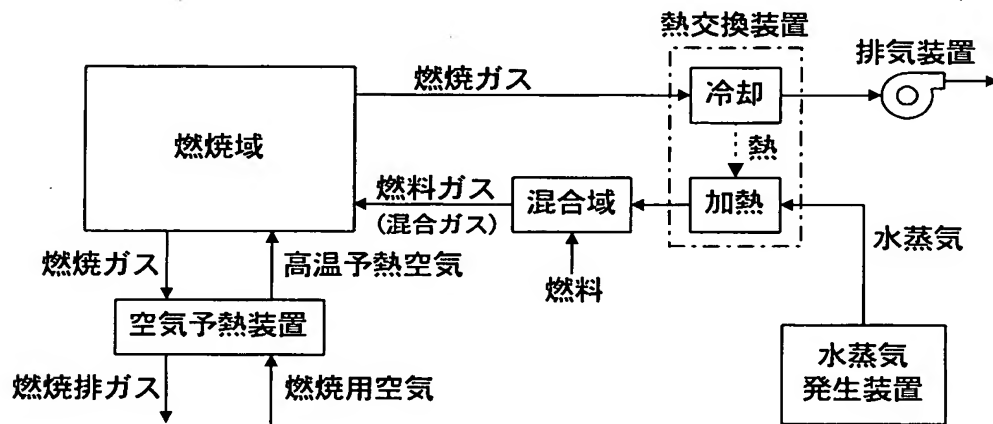 熱交換装置
排気装置
燃焼ガス
冷却
燃焼域
熱
燃料ガス
(混合ガス)
混合域
加熱
水蒸気
燃焼ガス
高温予熱空気
燃料
空気予熱装置
水蒸気
発生装置
燃焼排ガス
燃焼用空気